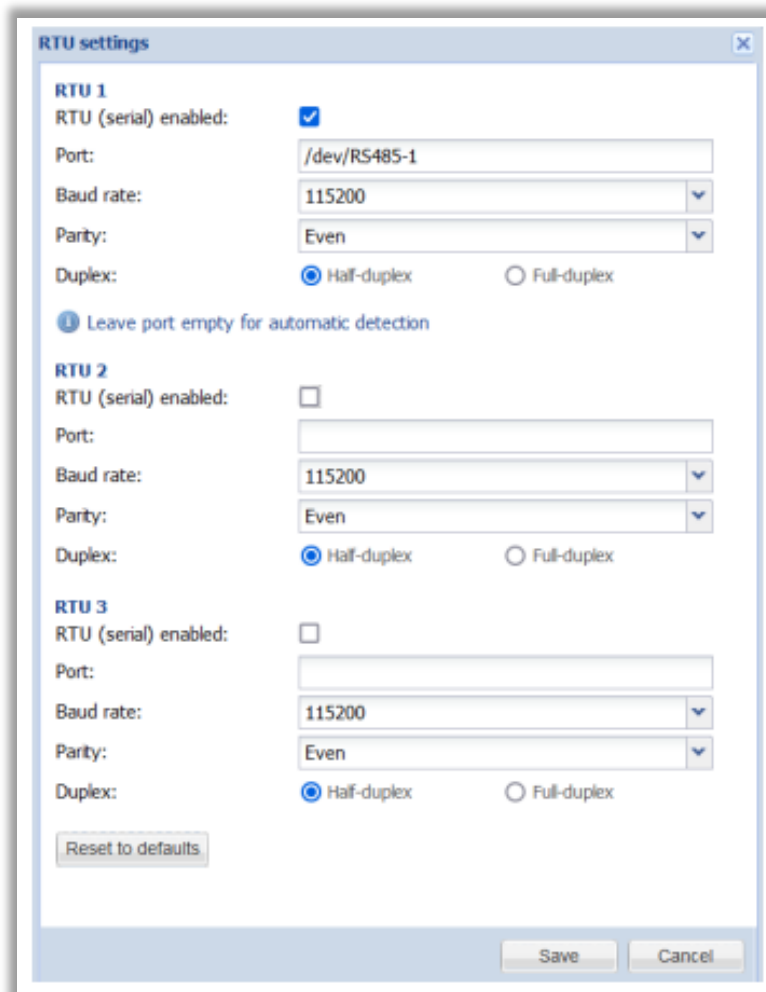 RTU settings
RTU 1
RTU (serial) enabled:
Port: /dev/RS485-1
Baud rate: 115200
Parity: Even
Duplex: Half-duplex Full-duplex
Leave port empty for automatic detection
RTU 2
RTU (serial) enabled:
Port:
Baud rate: 115200
Parity: Even
Duplex: Half-duplex Full-duplex
RTU 3
RTU (serial) enabled:
Port:
Baud rate: 115200
Parity: Even
Duplex: Half-duplex Full-duplex
Reset to defaults
Save Cancel